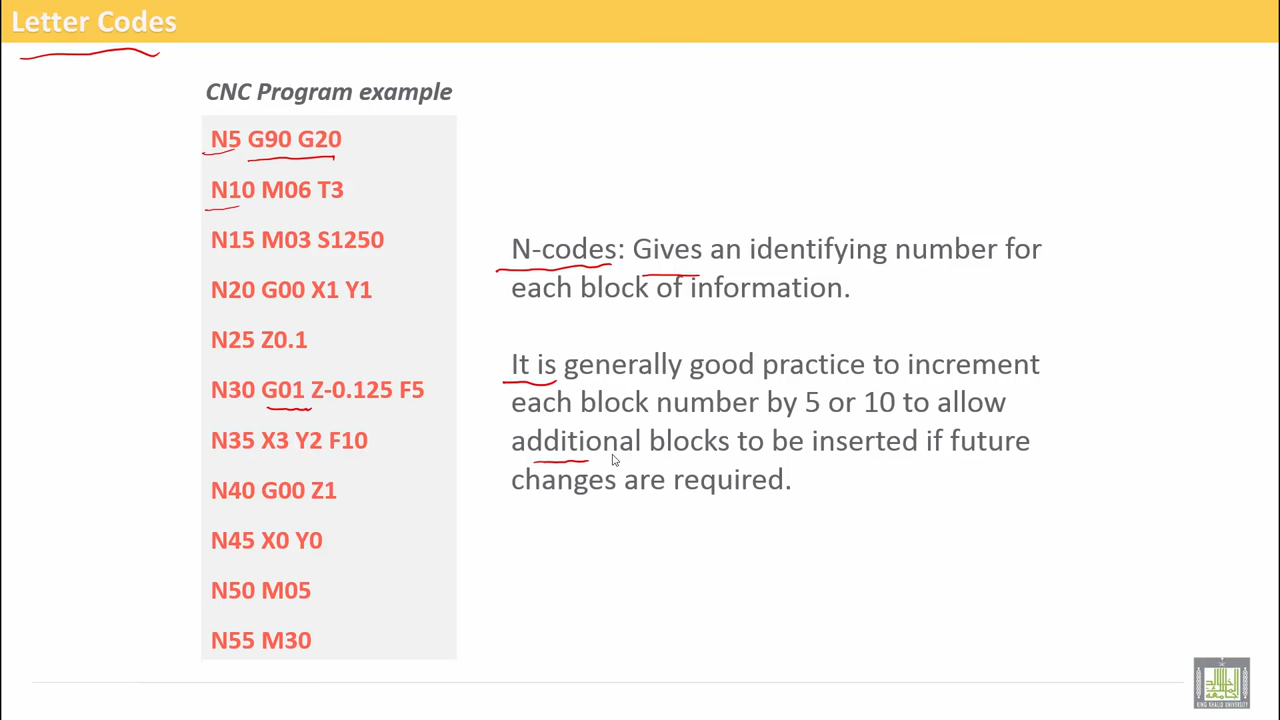 Letter Codes
CNC Program example
N5 G90 G20
N10 M06 T3
N15 M03 S1250
N20 G00 X1 Y1
N25 Z0.1
N30 G01 Z-0.125 F5
N35 X3 Y2 F10
N40 G00 Z1
N45 X0 Y0
N50 M05
N55 M30
N-codes: Gives an identifying number for
each block of information.
It is generally good practice to increment
each block number by 5 or 10 to allow
additional blocks to be inserted if future
changes are required.
KING KHALID UNIVERSITY